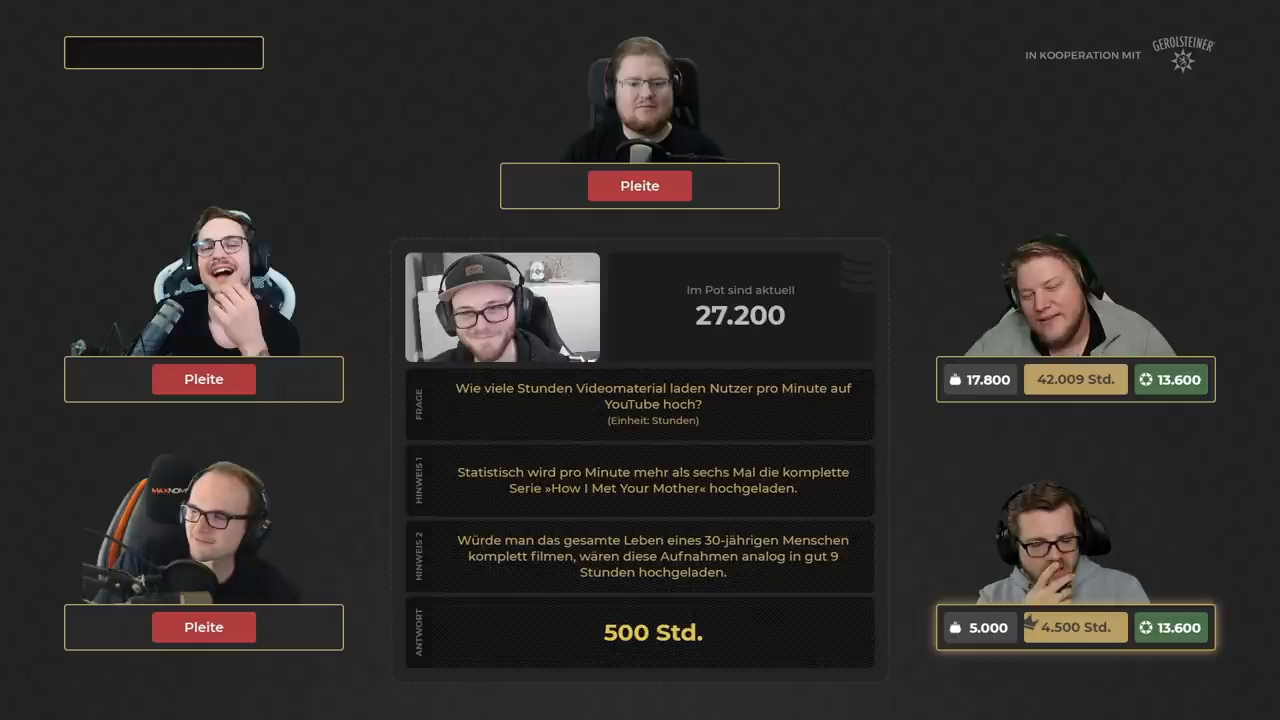 IN KOOPERATION MIT
GEROLSTEINER
Pleite
Pleite
Im Pot sind aktuell
27.200
17.800 42.009 Std. 13.600
FRAGE
Wie viele Stunden Videomaterial laden Nutzer pro Minute auf
YouTube hoch?
(Einheit: Stunden)
HINWEIS 1
Statistisch wird pro Minute mehr als sechs Mal die komplette
Serie »How I Met Your Mother« hochgeladen.
MAXNOM
HINWEIS 2
Würde man das gesamte Leben eines 30-jährigen Menschen
komplett filmen, wären diese Aufnahmen analog in gut 9
Stunden hochgeladen.
Pleite
ANTWORT
500 Std.
5.000 4.500 Std. 13.600